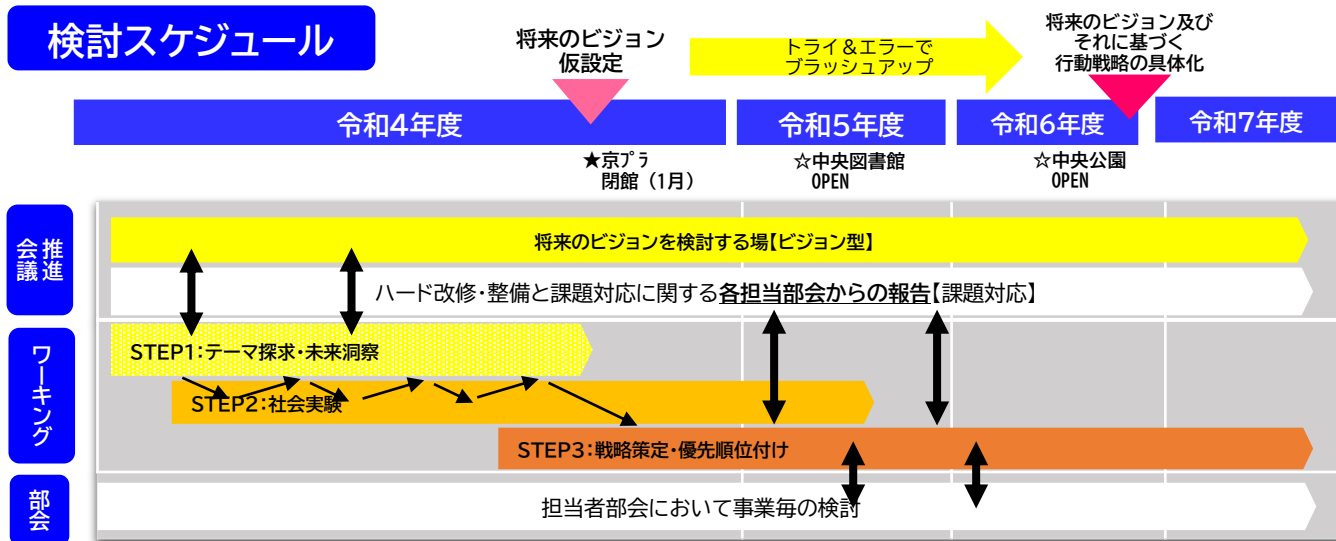 検討スケジュール
将来のビジョン
仮設定
トライ&エラーで
ブラッシュアップ
将来のビジョン及び
それに基づく
行動戦略の具体化
令和4年度
令和5年度
令和6年度
令和7年度
★京プラ
閉館(1月)
☆中央図書館
OPEN
☆中央公園
OPEN
推進会議
将来のビジョンを検討する場【ビジョン型】
ハード改修・整備と課題対応に関する各担当部会からの報告【課題対応】
ワーキング
STEP1:テーマ探求・未来洞察
STEP2:社会実験
STEP3:戦略策定・優先順位付け
部会
担当者部会において事業毎の検討